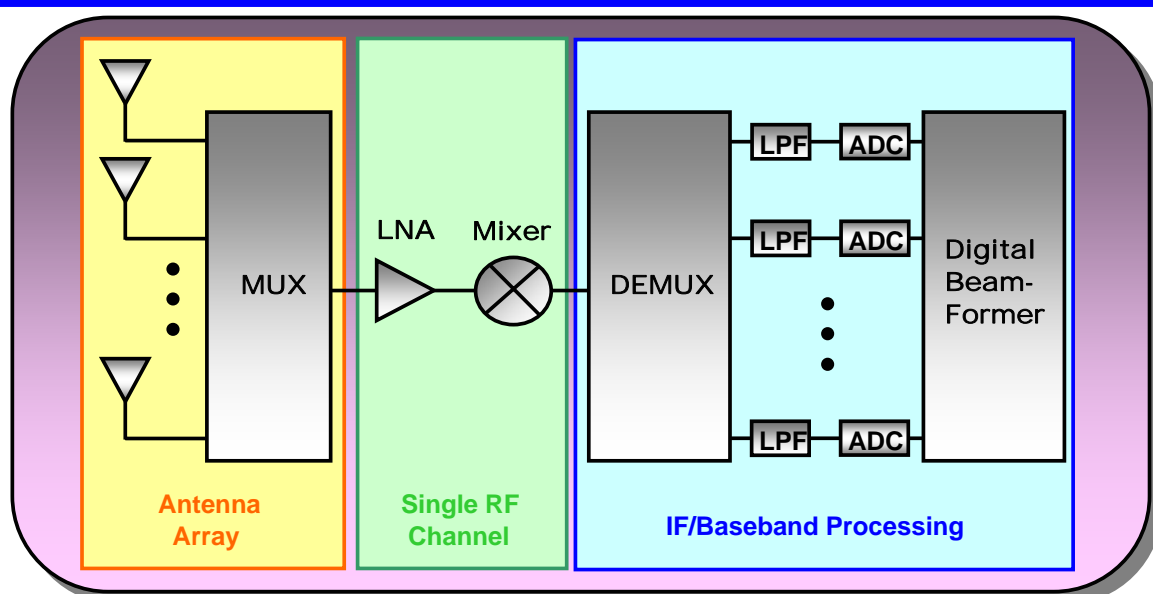 LNA
Mixer
MUX
DEMUX
LPF
ADC
LPF
ADC
LPF
ADC
Digital
Beam-
Former
Antenna
Array
Single RF
Channel
IF/Baseband Processing